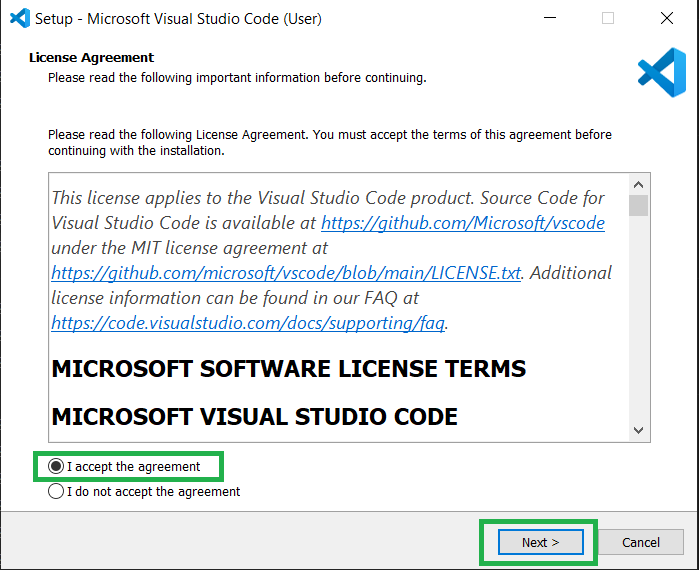 Setup - Microsoft Visual Studio Code (User)
License Agreement
Please read the following important information before continuing.
Please read the following License Agreement. You must accept the terms of this agreement before
continuing with the installation.
This license applies to the Visual Studio Code product. Source Code for
Visual Studio Code is available at https://github.com/Microsoft/vscode
under the MIT license agreement at
https://github.com/microsoft/vscode/blob/main/LICENSE.txt. Additional
license information can be found in our FAQ at
https://code.visualstudio.com/docs/supporting/faq.
MICROSOFT SOFTWARE LICENSE TERMS
MICROSOFT VISUAL STUDIO CODE
I accept the agreement
I do not accept the agreement
Next >
Cancel